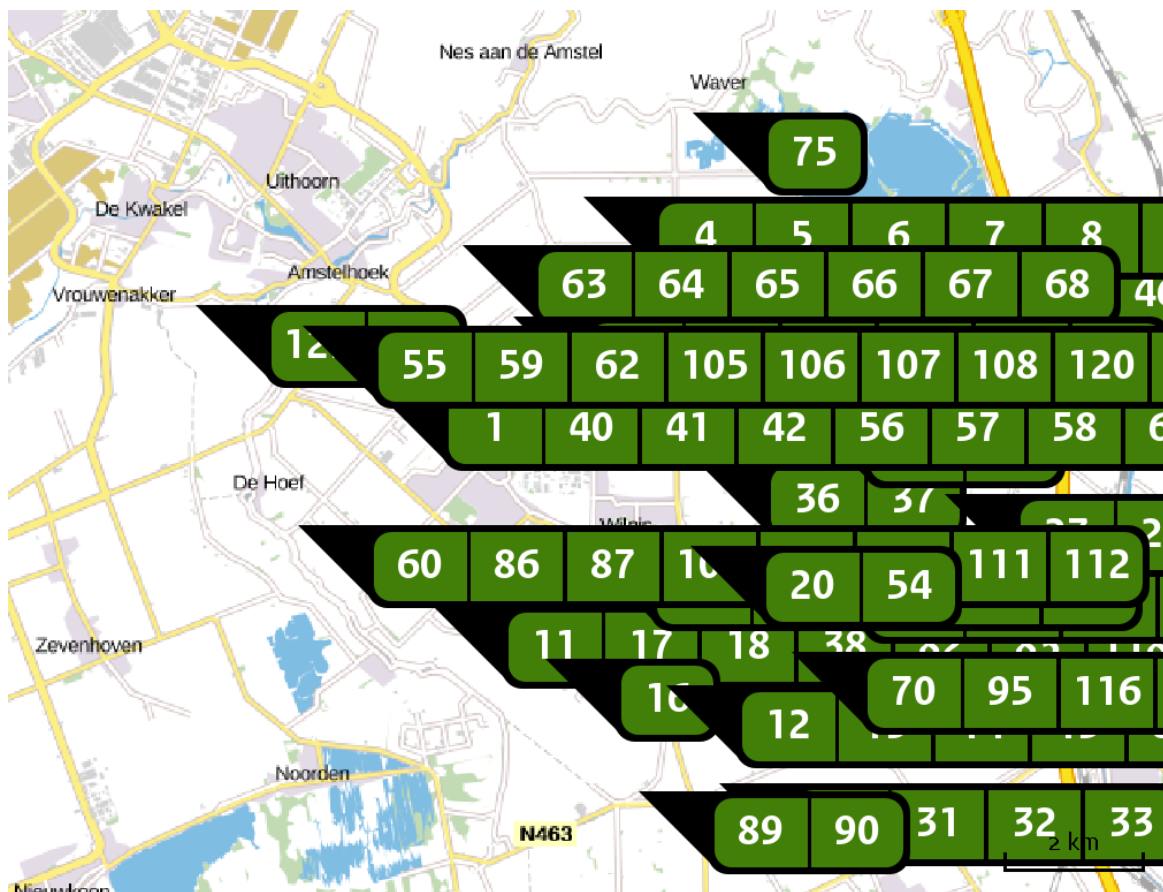 Nes aan de Amstel
Waver
75
Uithoorn
De Kwakel
4 5 6 7 8
Amstelhoek
63 64 65 66 67 68
Vrouwenakker
55 59 62 105 106 107 108 120
1 40 41 42 56 57 58
De Hoef
36 37
Wilnis
60 86 87 111 112
20 54
11 17 18 38
Zevenhoven
16
70 95 116
12
Noorden
N463
89 90 31 32 33
2 km
Nieuwkoop